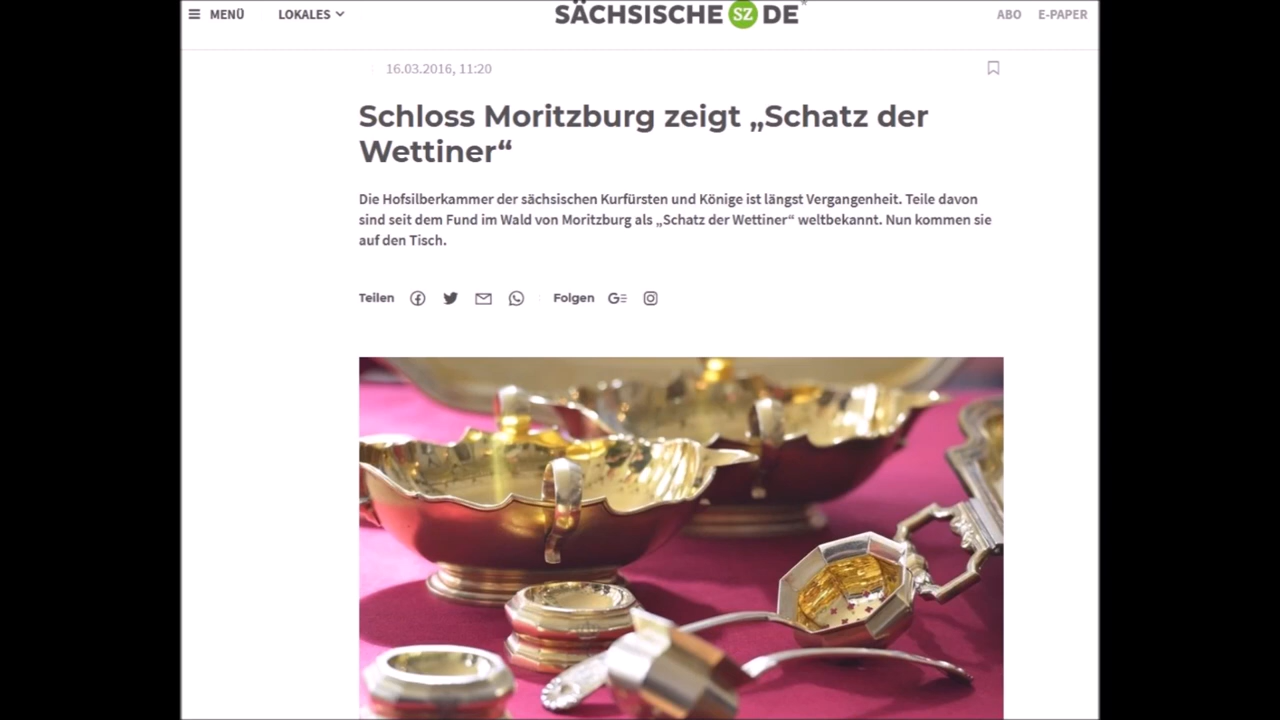 MENÜ LOKALES SÄCHSISCHE SZ DE* ABO E-PAPER
16.03.2016, 11:20
Schloss Moritzburg zeigt „Schatz der
Wettiner“
Die Hofsilberkammer der sächsischen Kurfürsten und Könige ist längst Vergangenheit. Teile davon
sind seit dem Fund im Wald von Moritzburg als „Schatz der Wettiner“ weltbekannt. Nun kommen sie
auf den Tisch.
Teilen Folgen G